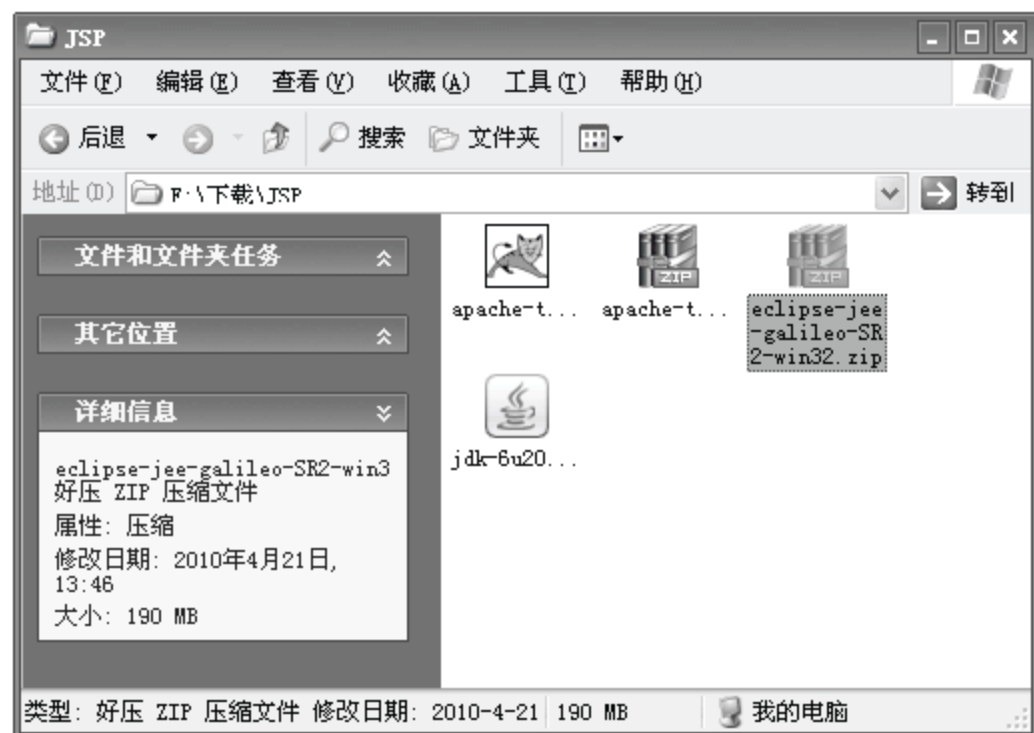 JSP
文件(F) 编辑(E) 查看(V) 收藏(A) 工具(T) 帮助(H)
后退 搜索 文件夹
地址(D) F:\下载\JSP 转到
文件和文件夹任务
其它位置
详细信息
eclipse-jee-galileo-SR2-win3
好压 ZIP 压缩文件
属性: 压缩
修改日期: 2010年4月21日,
13:46
大小: 190 MB
ZIP ZIP
apache-t... apache-t... eclipse-jee
-galileo-SR
2-win32.zip
jdk-6u20...
类型: 好压 ZIP 压缩文件 修改日期: 2010-4-21 190 MB 我的电脑